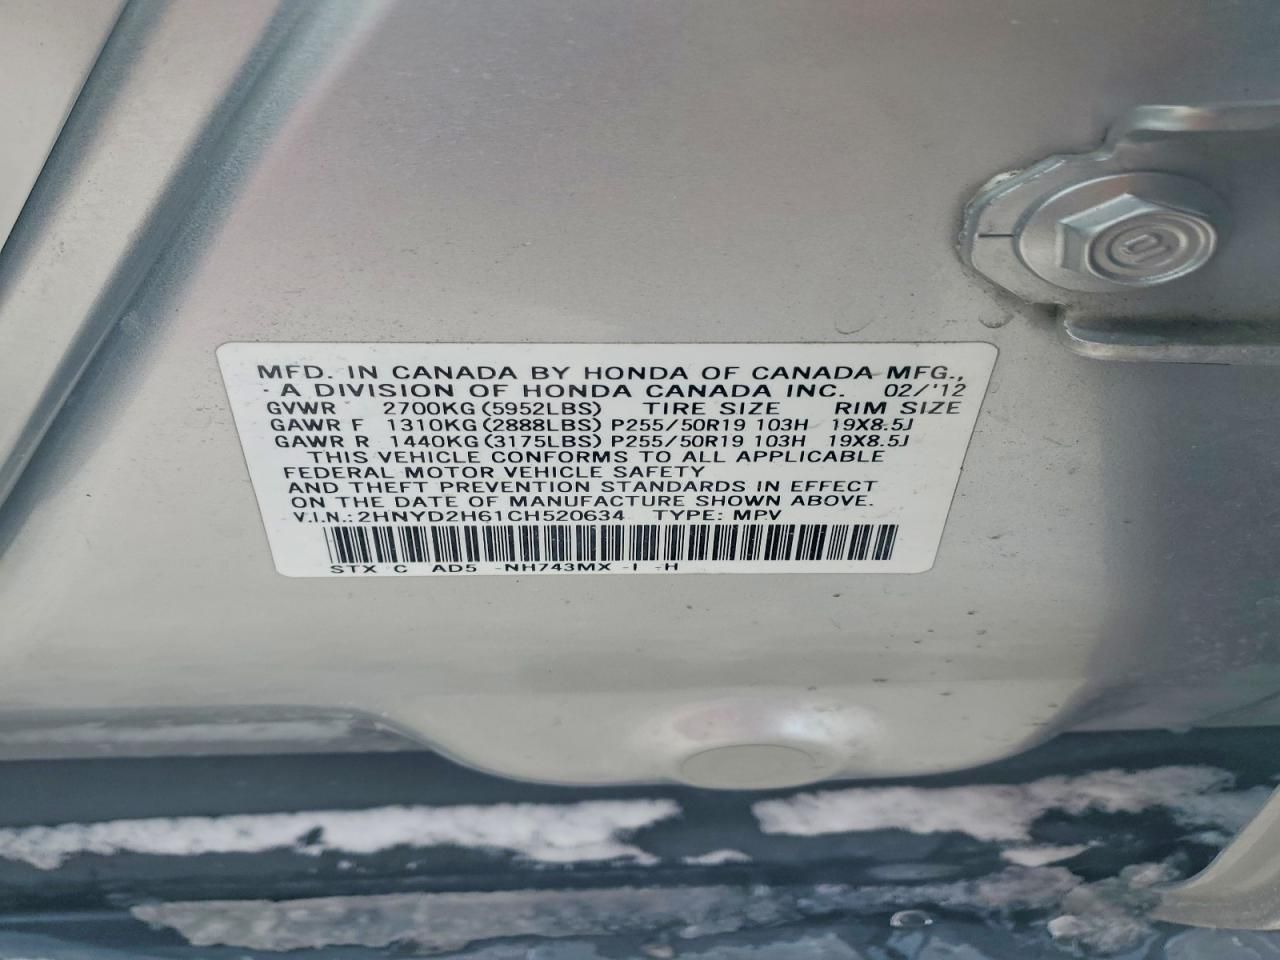 MFD. IN CANADA BY HONDA OF CANADA MFG.,
A DIVISION OF HONDA CANADA INC. 02/'12
GVWR 2700KG(5952LBS) TIRE SIZE RIM SIZE
GAWR F 1310KG(2888LBS) P255/50R19 103H 19X8.5J
GAWR R 1440KG(3175LBS) P255/50R19 103H 19X8.5J
THIS VEHICLE CONFORMS TO ALL APPLICABLE
FEDERAL MOTOR VEHICLE SAFETY
AND THEFT PREVENTION STANDARDS IN EFFECT
ON THE DATE OF MANUFACTURE SHOWN ABOVE.
V.I.N.: 2HNYD2H61CH520634 TYPE: MPV
STX C AD5 -NH743MX -I -H